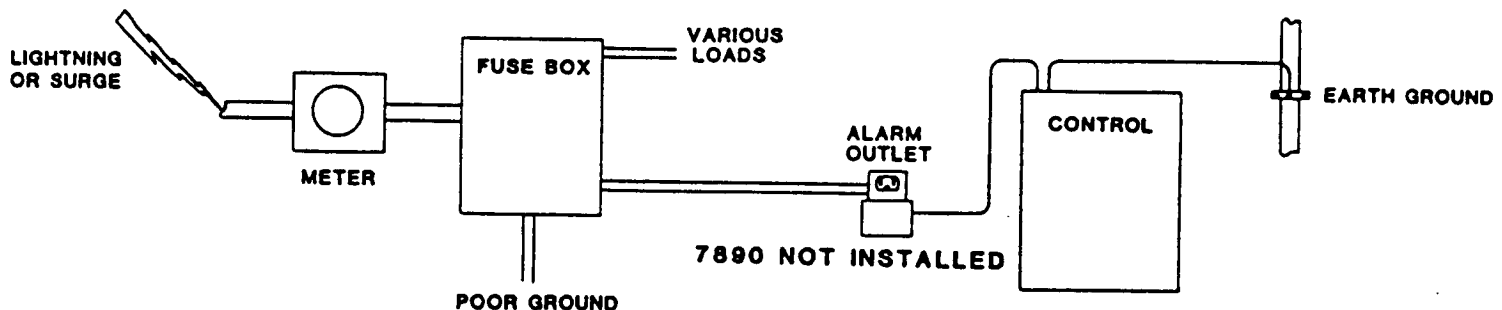 LIGHTNING
OR SURGE
METER
FUSE BOX
POOR GROUND
VARIOUS
LOADS
ALARM
OUTLET
7890 NOT INSTALLED
CONTROL
EARTH GROUND